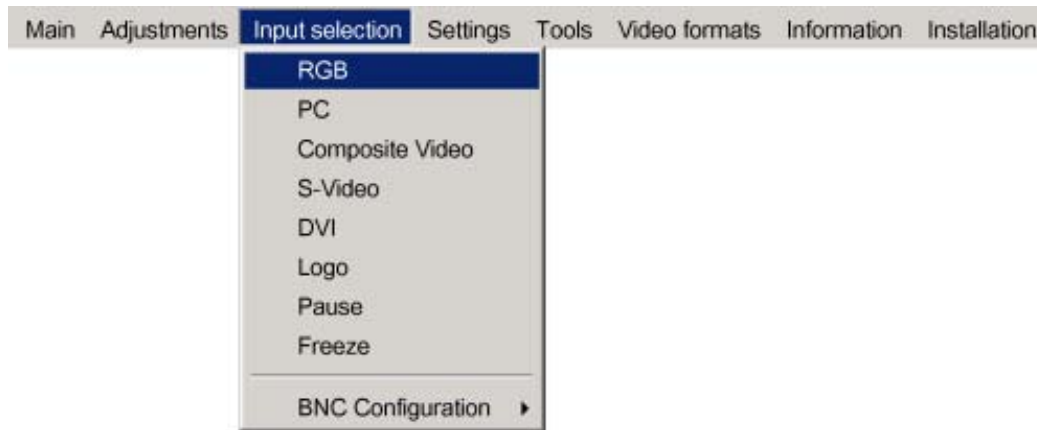 Main Adjustments Input selection Settings Tools Video formats Information Installation
RGB
PC
Composite Video
S-Video
DVI
Logo
Pause
Freeze
BNC Configuration